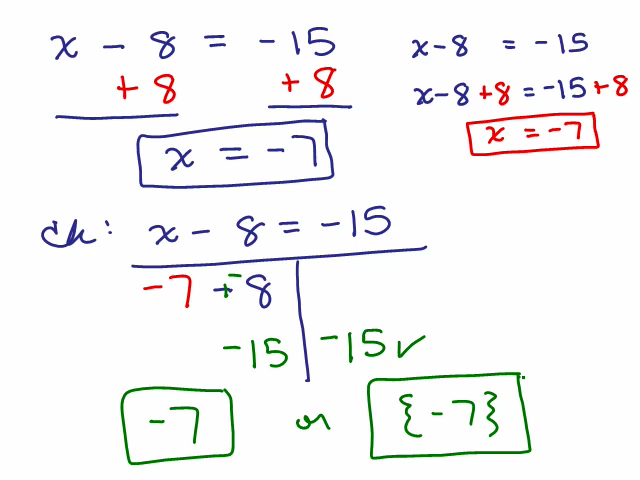 x - 8 = -15
+ 8 + 8
x = -7
x - 8 = -15
x - 8 + 8 = -15 + 8
x = -7
ck: x - 8 = -15
-7 + -8
-15 -15 ✓
-7 or {-7}